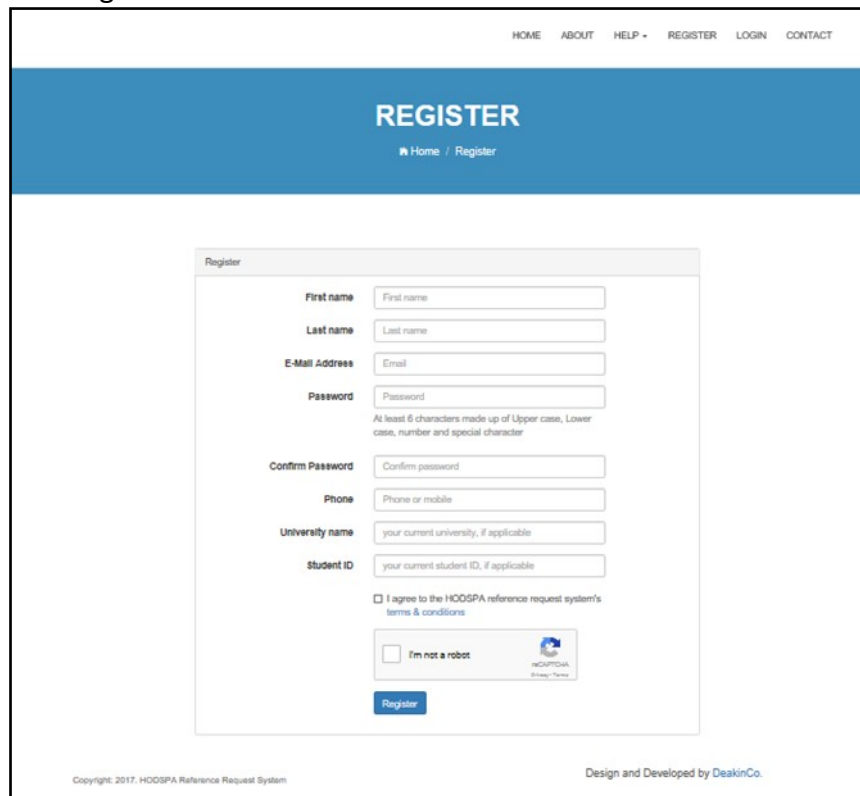 HOME ABOUT HELP REGISTER LOGIN CONTACT
REGISTER
Home / Register
Register
First name First name
Last name Last name
E-Mail Address Email
Password Password
At least 6 characters made up of Upper case, Lower
case, number and special character
Confirm Password Confirm password
Phone Phone or mobile
University name your current university, if applicable
Student ID your current student ID, if applicable
I agree to the HODSPA reference request system's
terms & conditions
I'm not a robot
reCAPTCHA
Privacy - Terms
Register
Copyright: 2017. HODSPA Reference Request System
Design and Developed by DeakinCo.